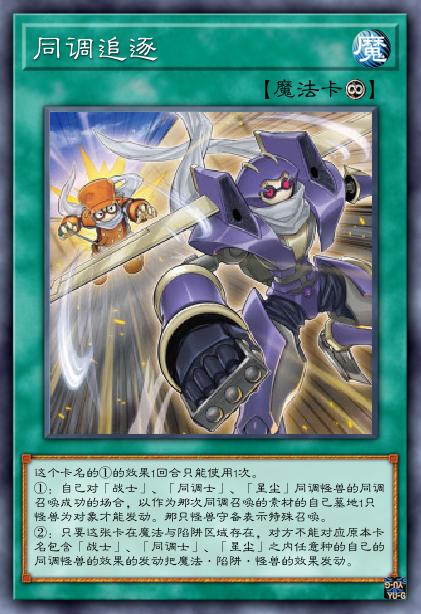 同调追逐
魔
【魔法卡♾】
这个卡名的①的效果1回合只能使用1次。
①：自己对「战士」、「同调士」、「星尘」同调怪兽的同调
召唤成功的场合，以作为那次同调召唤的素材的自己墓地1只
怪兽为对象才能发动。那只怪兽守备表示特殊召唤。
②：只要这张卡在魔法与陷阱区域存在，对方不能对应原本卡
名包含「战士」、「同调士」、「星尘」之内任意种的自己的
同调怪兽的效果的发动把魔法·陷阱·怪兽的效果发动。